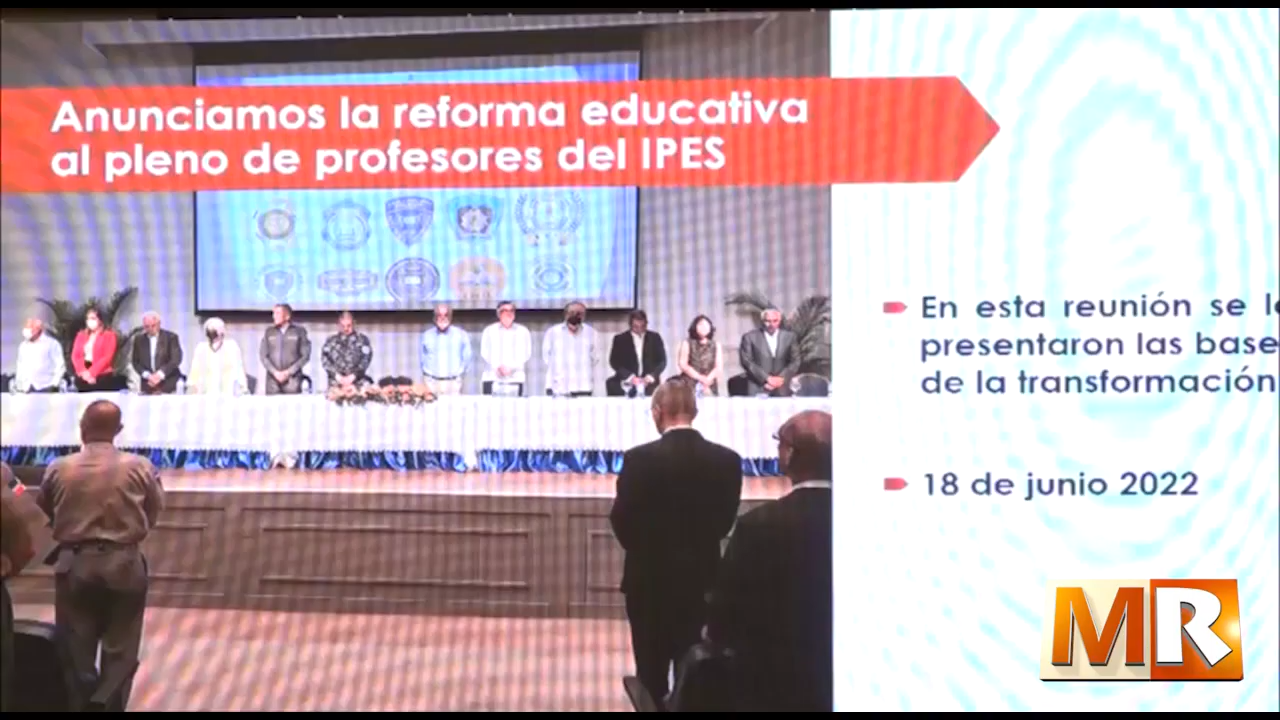 Anunciamos la reforma educativa
al pleno de profesores del IPES
En esta reunión se
presentaron las base
de la transformación
18 de junio 2022
MR